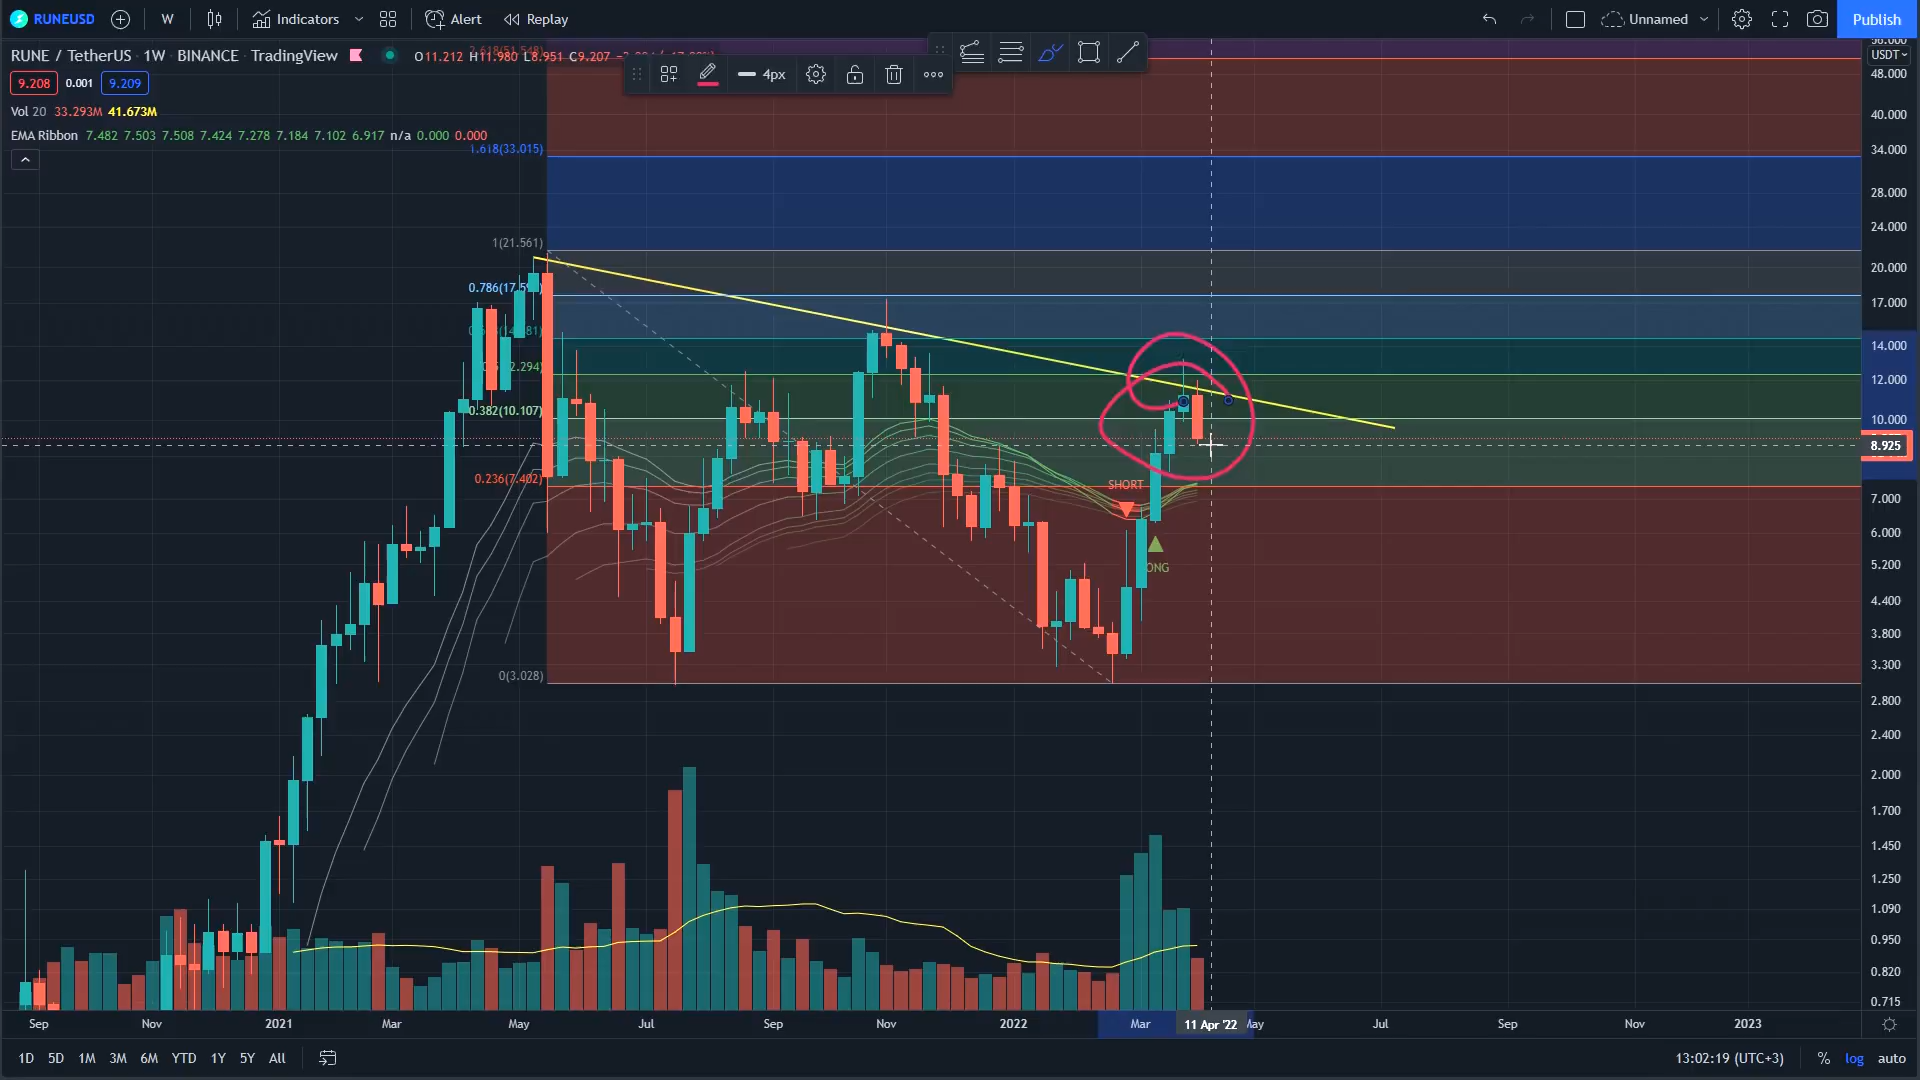 RUNEUSD W Indicators Alert Replay Unnamed Publish
RUNE / TetherUS · 1W · BINANCE · TradingView O11.212 H11.980 L8.951 C9.207
USDT
4px
9.208 0.001 9.209
Vol 20 33.293M 41.673M
EMA Ribbon 7.482 7.503 7.508 7.424 7.278 7.184 7.102 6.917 n/a 0.000 0.000
1.618(33.015)
1(21.561)
0.382(10.107)
0.236(7.402)
0(3.028)
SHORT
ONG
48.000
40.000
34.000
28.000
24.000
20.000
17.000
14.000
12.000
10.000
8.925
7.000
6.000
5.200
4.400
3.800
3.300
2.800
2.400
2.000
1.700
1.450
1.250
1.090
0.950
0.820
0.715
Sep Nov 2021 Mar May Jul Sep Nov 2022 Mar 11 Apr '22 May Jul Sep Nov 2023
1D 5D 1M 3M 6M YTD 1Y 5Y All 13:02:19 (UTC+3) % log auto